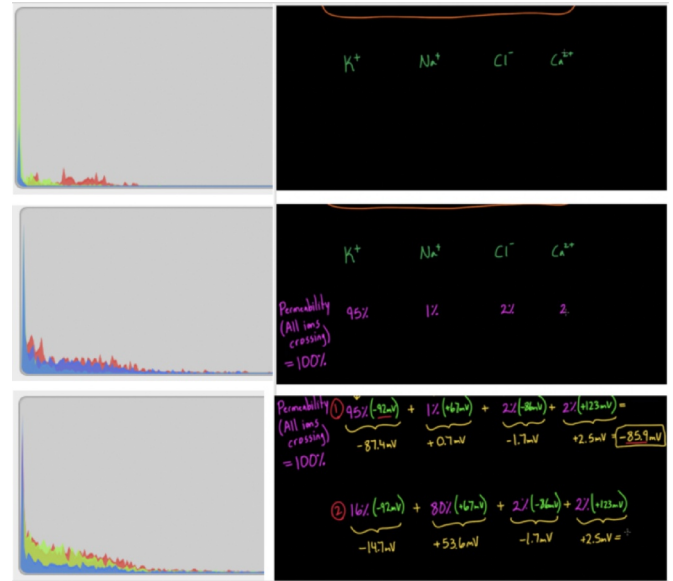 K⁺ Na⁺ Cl⁻ Ca²⁺
K⁺ Na⁺ Cl⁻ Ca²⁺
Permeability
(All ions
crossing)
=100%
95% 1% 2% 2
Permeability
(All ions
crossing)
=100%
① 95%(-92mV) + 1%(+67mV) + 2%(-86mV) + 2%(+123mV) =
-87.4mV +0.7mV -1.7mV +2.5mV = -85.9mV
② 16%(-92mV) + 80%(+67mV) + 2%(-86mV) + 2%(+123mV)
-14.7mV +53.6mV -1.7mV +2.5mV =